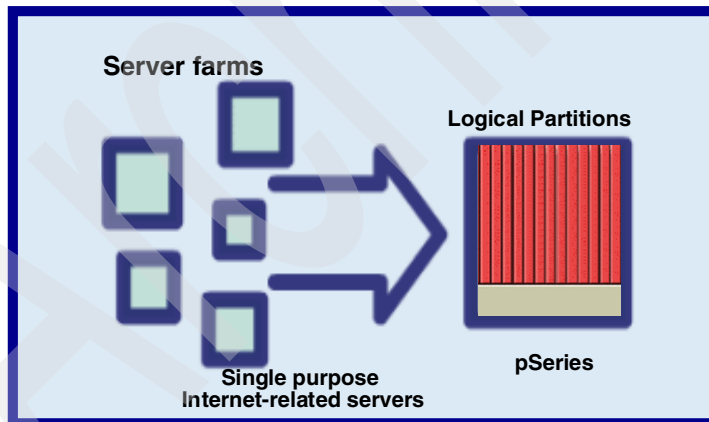 Server farms
Logical Partitions
Single purpose
Internet-related servers
pSeries